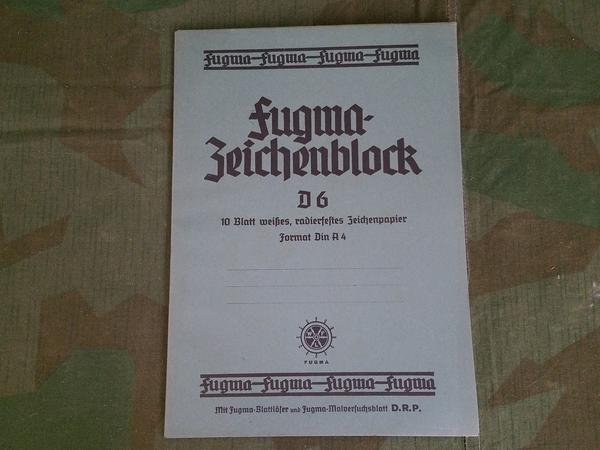 Fugma-Fugma-Fugma-Fugma
Fugma-
Zeichenblock
D 6
10 Blatt weißes, radierfestes Zeichenpapier
Format Din A 4
FUGMA
Fugma-Fugma-Fugma-Fugma
Mit Fugma-Blattlöser und Fugma-Malversuchsblatt D.R.P.